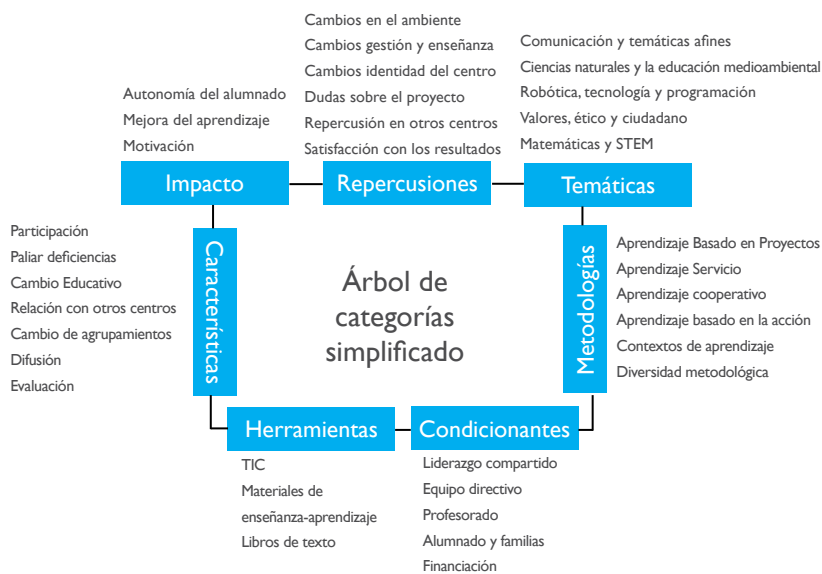 Autonomía del alumnado
Mejora del aprendizaje
Motivación
Impacto
Cambios en el ambiente
Cambios gestión y enseñanza
Cambios identidad del centro
Dudas sobre el proyecto
Repercusión en otros centros
Satisfacción con los resultados
Repercusiones
Comunicación y temáticas afines
Ciencias naturales y la educación medioambiental
Robótica, tecnología y programación
Valores, ético y ciudadano
Matemáticas y STEM
Temáticas
Participación
Paliar deficiencias
Cambio Educativo
Relación con otros centros
Cambio de agrupamientos
Difusión
Evaluación
Características
Árbol de
categorías
simplificado
Metodologías
Aprendizaje Basado en Proyectos
Aprendizaje Servicio
Aprendizaje cooperativo
Aprendizaje basado en la acción
Contextos de aprendizaje
Diversidad metodológica
Herramientas
TIC
Materiales de
enseñanza-aprendizaje
Libros de texto
Condicionantes
Liderazgo compartido
Equipo directivo
Profesorado
Alumnado y familias
Financiación